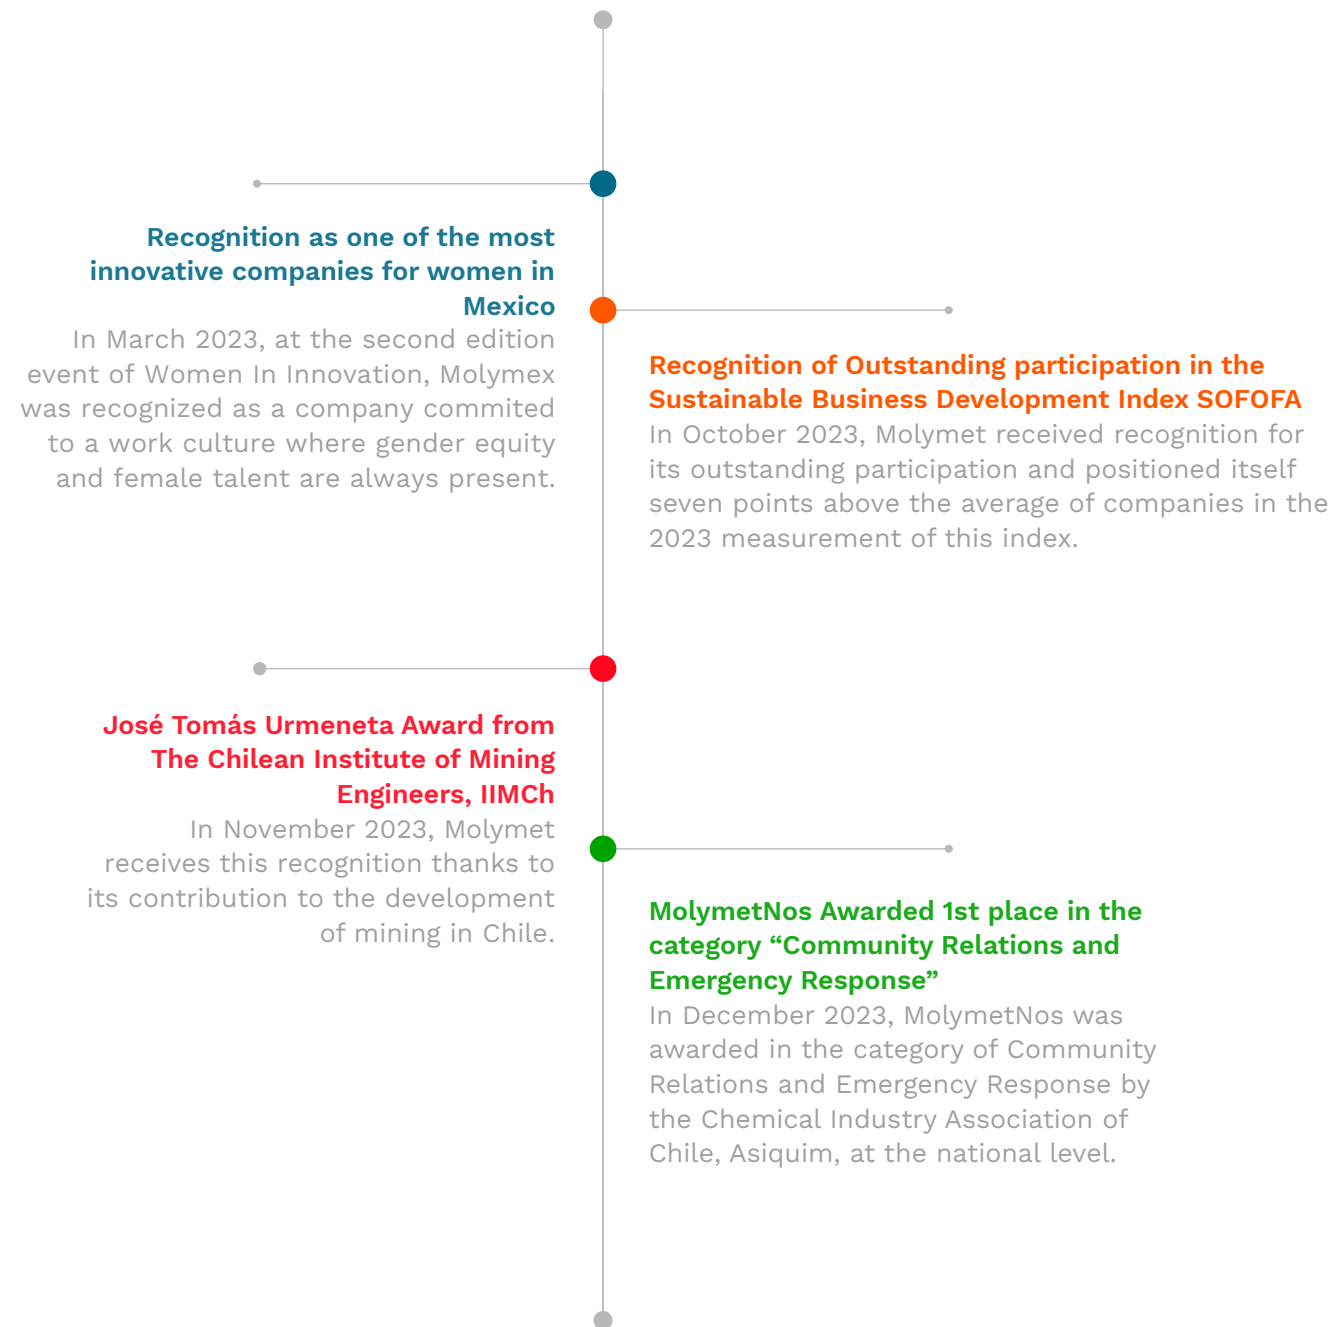 Recognition as one of the most
innovative companies for women in
Mexico
In March 2023, at the second edition
event of Women In Innovation, Molymex
was recognized as a company commited
to a work culture where gender equity
and female talent are always present.
Recognition of Outstanding participation in the
Sustainable Business Development Index SOFOFA
In October 2023, Molymet received recognition for
its outstanding participation and positioned itself
seven points above the average of companies in the
2023 measurement of this index.
José Tomás Urmeneta Award from
The Chilean Institute of Mining
Engineers, IIMCh
In November 2023, Molymet
receives this recognition thanks to
its contribution to the development
of mining in Chile.
MolymetNos Awarded 1st place in the
category “Community Relations and
Emergency Response”
In December 2023, MolymetNos was
awarded in the category of Community
Relations and Emergency Response by
the Chemical Industry Association of
Chile, Asiquim, at the national level.